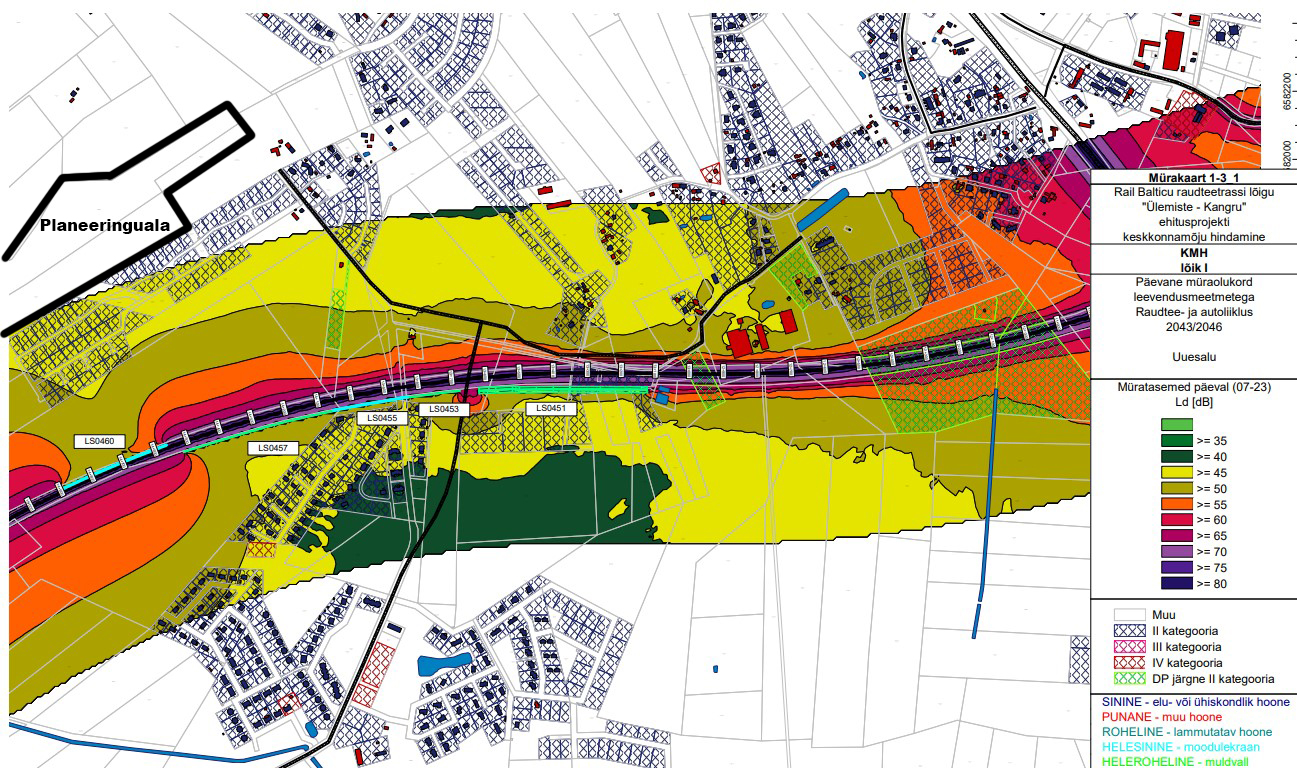 Planeeringuala
LS0460
LS0457
LS0455
LS0453
LS0451
6582200
82000
Mürakaart 1-3_1
Rail Balticu raudteetrassi lõigu
"Ülemiste - Kangru"
ehitusprojekti
keskkonnamõju hindamine
KMH
lõik I
Päevane müraolukord
leevendusmeetmetega
Raudtee- ja autoliiklus
2043/2046
Uuesalu
Müratasemed päeval (07-23)
Ld [dB]
>= 35
>= 40
>= 45
>= 50
>= 55
>= 60
>= 65
>= 70
>= 75
>= 80
Muu
II kategooria
III kategooria
IV kategooria
DP järgne II kategooria
SININE - elu- või ühiskondlik hoone
PUNANE - muu hoone
ROHELINE - lammutatav hoone
HELESININE - moodulekraan
HELEROHELINE - muldvall